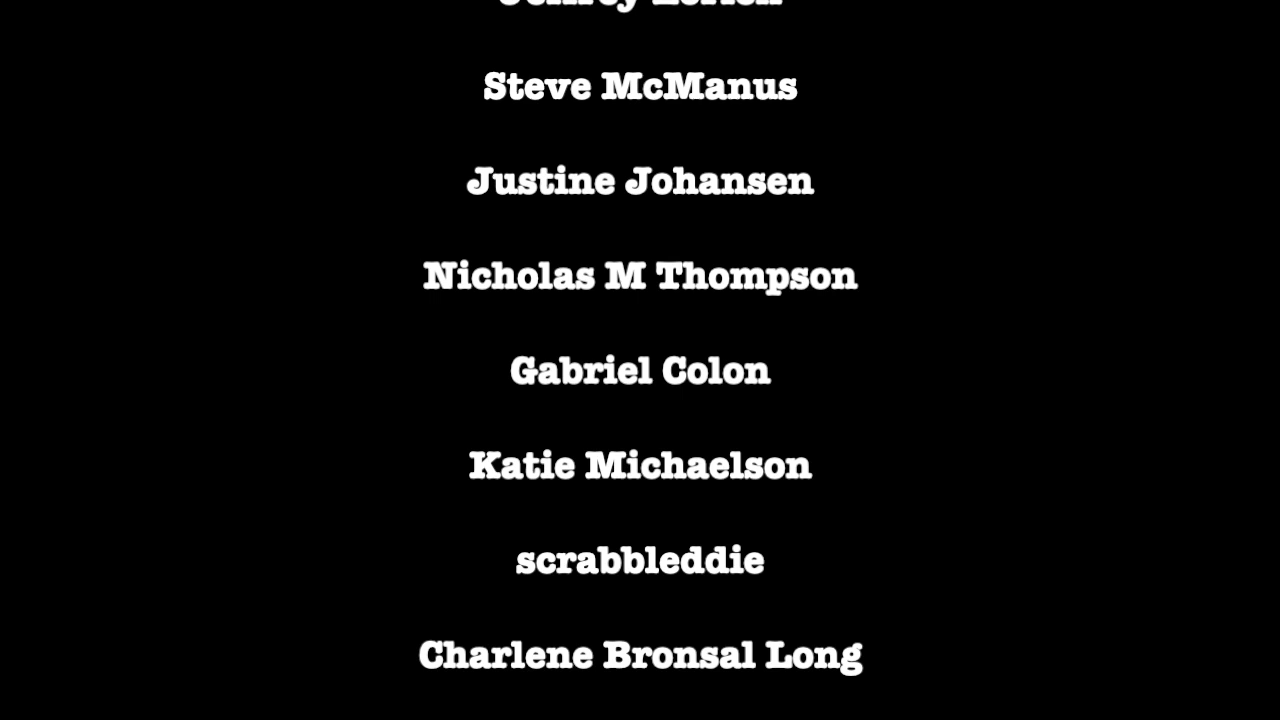 Steve McManus
Justine Johansen
Nicholas M Thompson
Gabriel Colon
Katie Michaelson
scrabbleddie
Charlene Bronsal Long